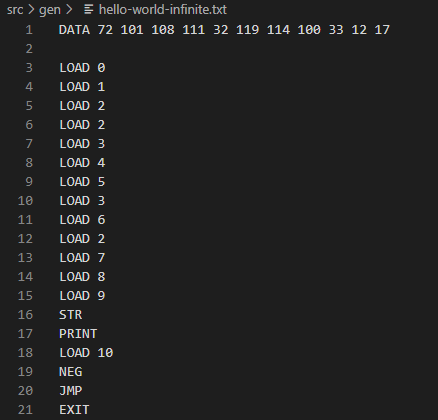 src > gen > hello-world-infinite.txt
1 DATA 72 101 108 111 32 119 114 100 33 12 17
2
3 LOAD 0
4 LOAD 1
5 LOAD 2
6 LOAD 2
7 LOAD 3
8 LOAD 4
9 LOAD 5
10 LOAD 3
11 LOAD 6
12 LOAD 2
13 LOAD 7
14 LOAD 8
15 LOAD 9
16 STR
17 PRINT
18 LOAD 10
19 NEG
20 JMP
21 EXIT